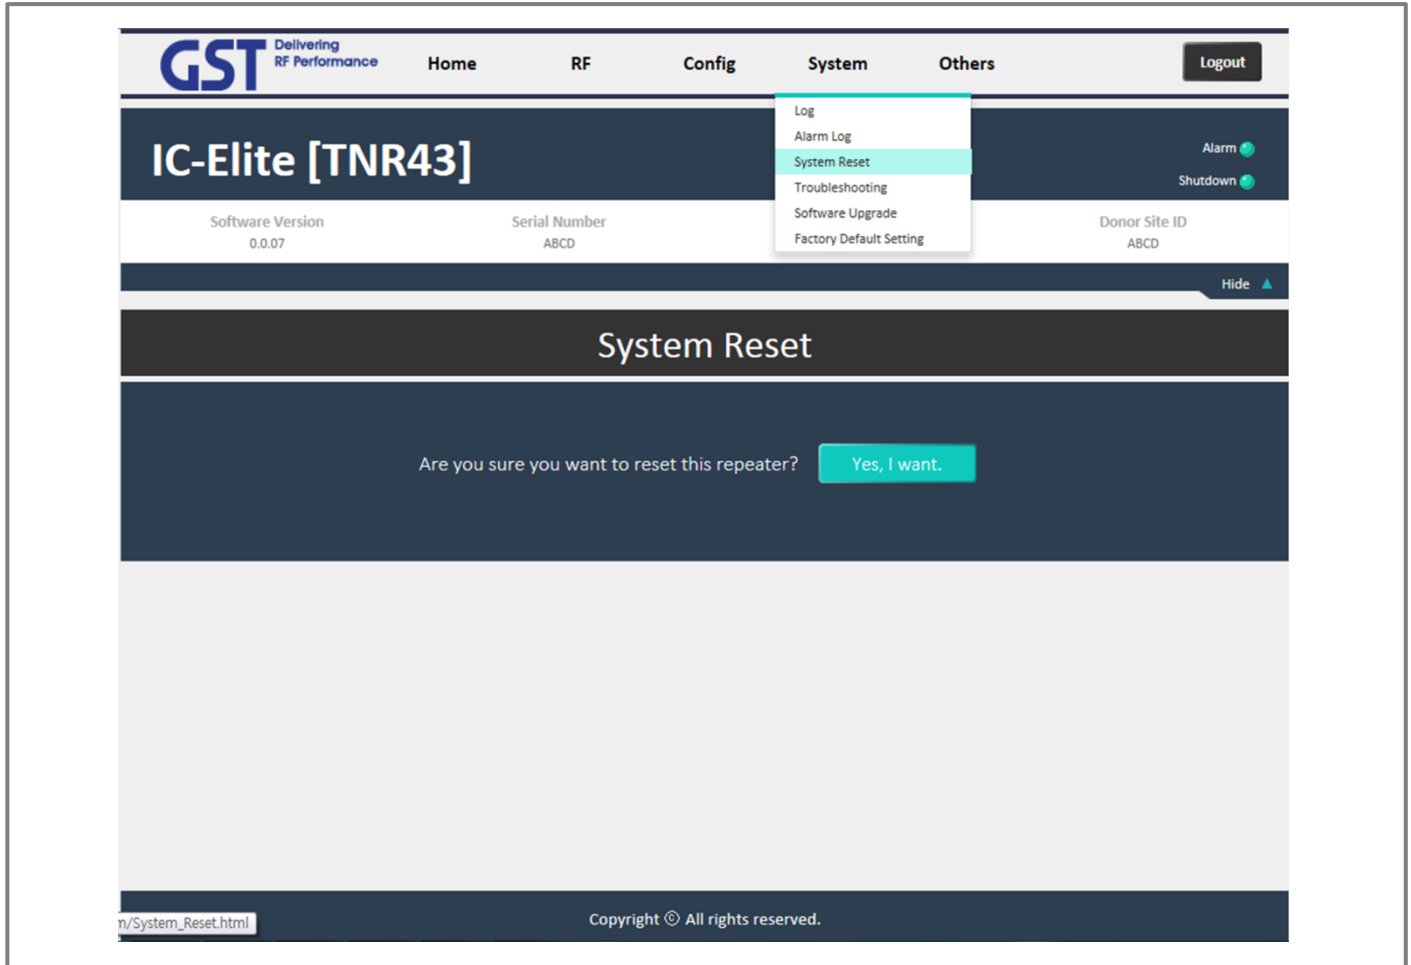 GST
Delivering
RF Performance
Home
RF
Config
System
Others
Logout
Log
Alarm Log
System Reset
Troubleshooting
Software Upgrade
Factory Default Setting
IC-Elite [TNR43]
Alarm
Shutdown
Software Version
0.0.07
Serial Number
ABCD
Donor Site ID
ABCD
Hide ▲
System Reset
Are you sure you want to reset this repeater?
Yes, I want.
m/System_Reset.html
Copyright © All rights reserved.